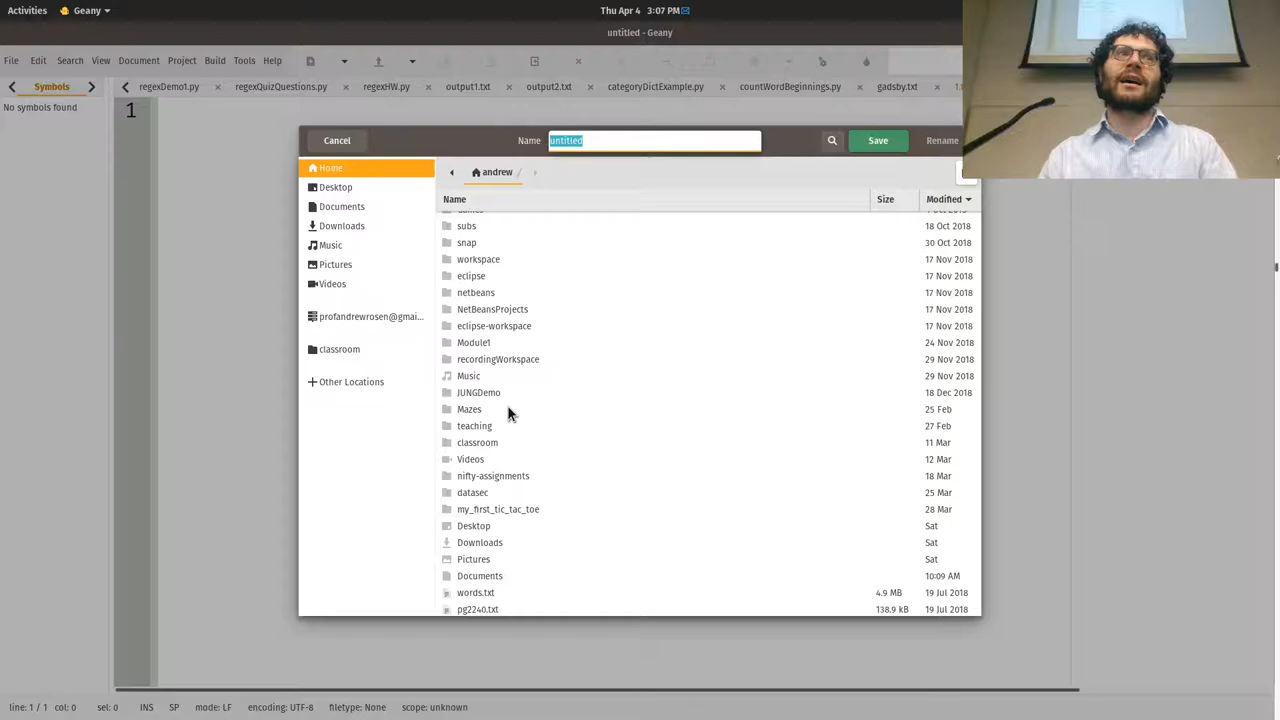 Activities
Geany
Thu Apr 4 3:07 PM
untitled - Geany
File Edit Search View Document Project Build Tools Help
Symbols
regexDemo1.py
regexQuizQuestions.py
regexHW.py
output1.txt
output2.txt
categoryDictExample.py
countWordBeginnings.py
gadsby.txt
No symbols found
1
Cancel
Name
untitled
Save
Rename
Home
Desktop
Documents
Downloads
Music
Pictures
Videos
profandrewrosen@gmai...
classroom
Other Locations
andrew /
Name Size Modified
subs 18 Oct 2018
snap 30 Oct 2018
workspace 17 Nov 2018
eclipse 17 Nov 2018
netbeans 17 Nov 2018
NetBeansProjects 17 Nov 2018
eclipse-workspace 17 Nov 2018
Module1 24 Nov 2018
recordingWorkspace 29 Nov 2018
Music 29 Nov 2018
JUNGDemo 18 Dec 2018
Mazes 25 Feb
teaching 27 Feb
classroom 11 Mar
Videos 12 Mar
nifty-assignments 18 Mar
datasec 25 Mar
my_first_tic_tac_toe 28 Mar
Desktop Sat
Downloads Sat
Pictures Sat
Documents 10:09 AM
words.txt 4.9 MB 19 Jul 2018
pg2240.txt 138.9 kB 19 Jul 2018
line: 1 / 1 col: 0 sel: 0 INS SP mode: LF encoding: UTF-8 filetype: None scope: unknown